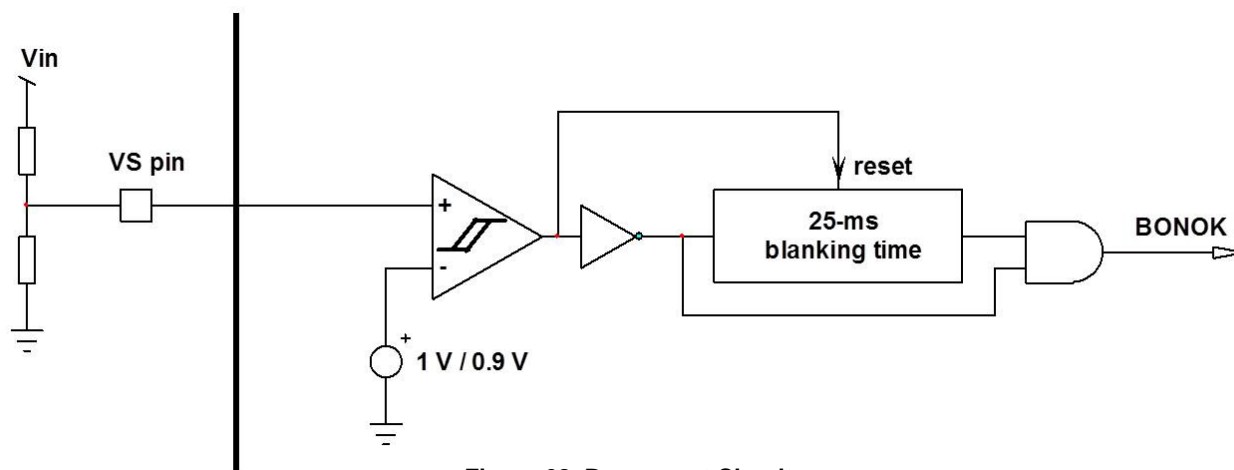 Vin
VS pin
+
-
+
1 V / 0.9 V
reset
25-ms
blanking time
BONOK